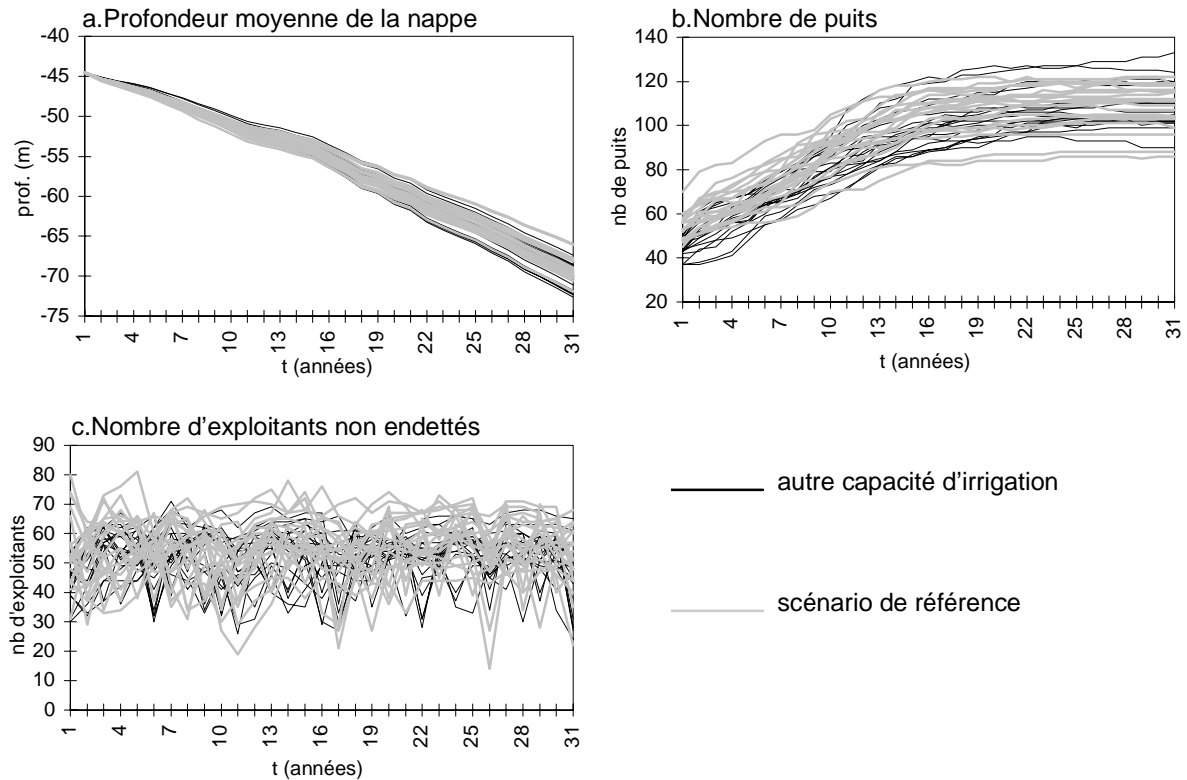 a.Profondeur moyenne de la nappe
-40
-45
-50
-55
-60
-65
-70
-75
prof. (m)
1 4 7 10 13 16 19 22 25 28 31
t (années)
b.Nombre de puits
140
120
100
80
60
40
20
nb de puits
1 4 7 10 13 16 19 22 25 28 31
t (années)
c.Nombre d'exploitants non endettés
90
80
70
60
50
40
30
20
10
0
nb d'exploitants
1 4 7 10 13 16 19 22 25 28 31
t (années)
autre capacité d'irrigation
scénario de référence